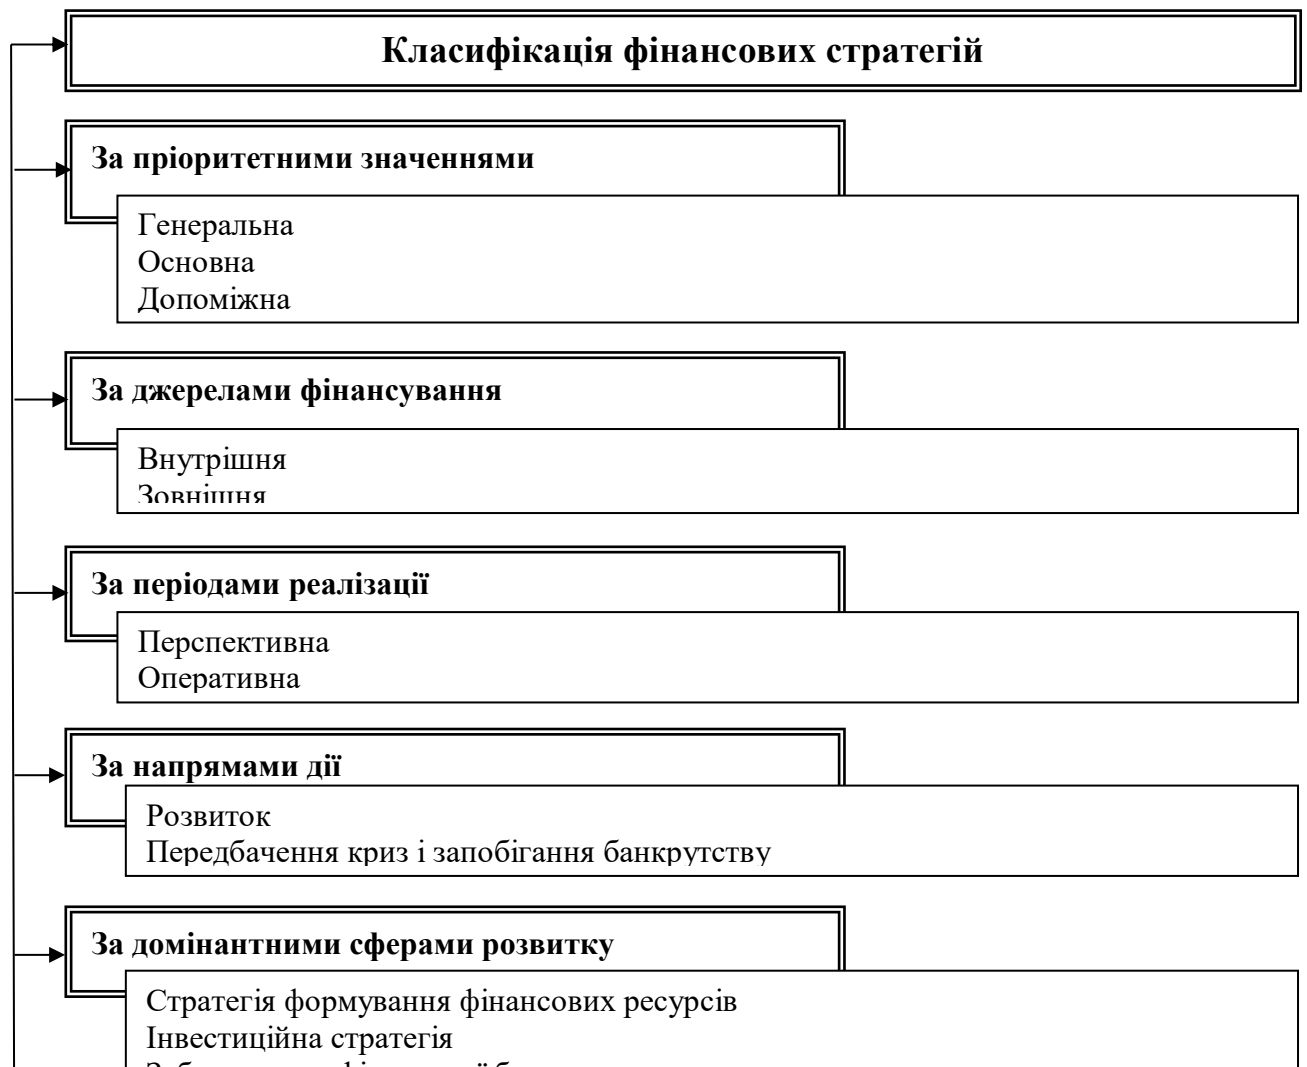 Класифікація фінансових стратегій
За пріоритетними значеннями
Генеральна
Основна
Допоміжна
За джерелами фінансування
Внутрішня
Зовнішня
За періодами реалізації
Перспективна
Оперативна
За напрямами дії
Розвиток
Передбачення криз і запобігання банкрутству
За домінантними сферами розвитку
Стратегія формування фінансових ресурсів
Інвестиційна стратегія